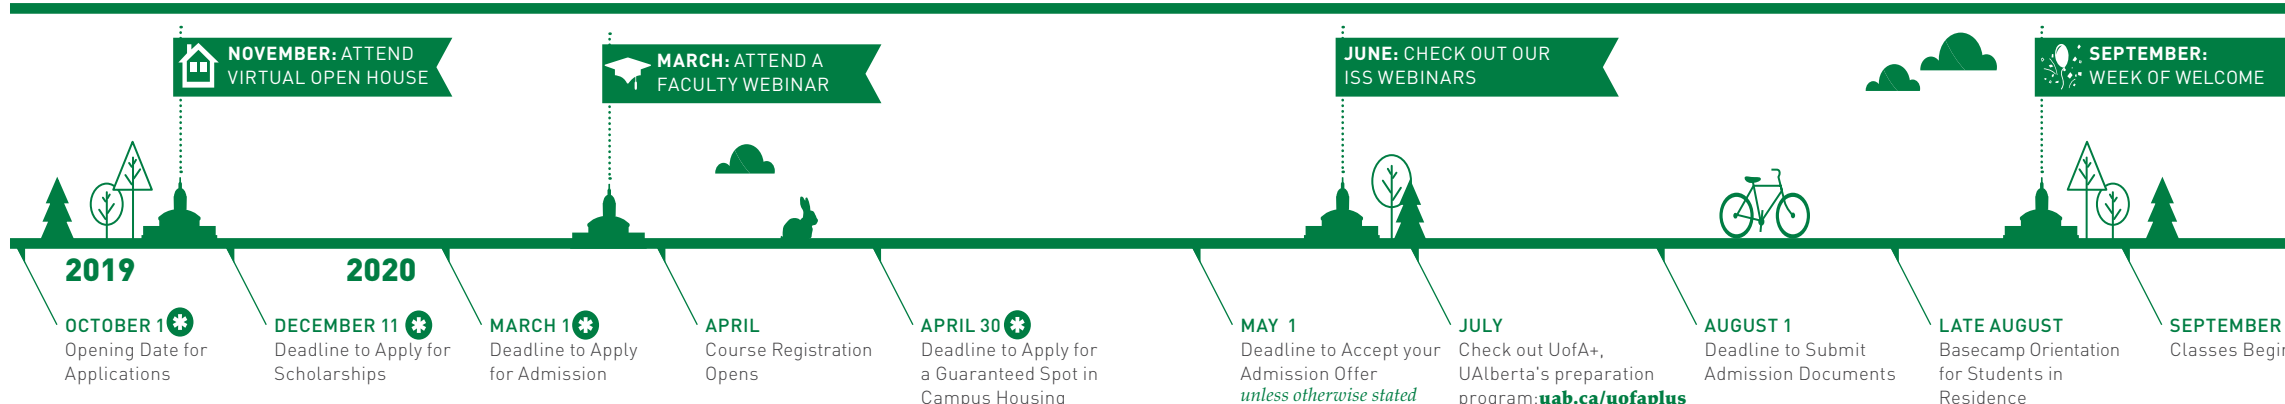 NOVEMBER: ATTEND
VIRTUAL OPEN HOUSE
MARCH: ATTEND A
FACULTY WEBINAR
JUNE: CHECK OUT OUR
ISS WEBINARS
SEPTEMBER:
WEEK OF WELCOME
2019
2020
OCTOBER 1
Opening Date for
Applications
DECEMBER 11
Deadline to Apply for
Scholarships
MARCH 1
Deadline to Apply
for Admission
APRIL
Course Registration
Opens
APRIL 30
Deadline to Apply for
a Guaranteed Spot in
Campus Housing
MAY 1
Deadline to Accept your
Admission Offer
unless otherwise stated
JULY
Check out UofA+,
UAlberta's preparation
program:uab.ca/uofaplus
AUGUST 1
Deadline to Submit
Admission Documents
LATE AUGUST
Basecamp Orientation
for Students in
Residence
SEPTEMBER
Classes Begin